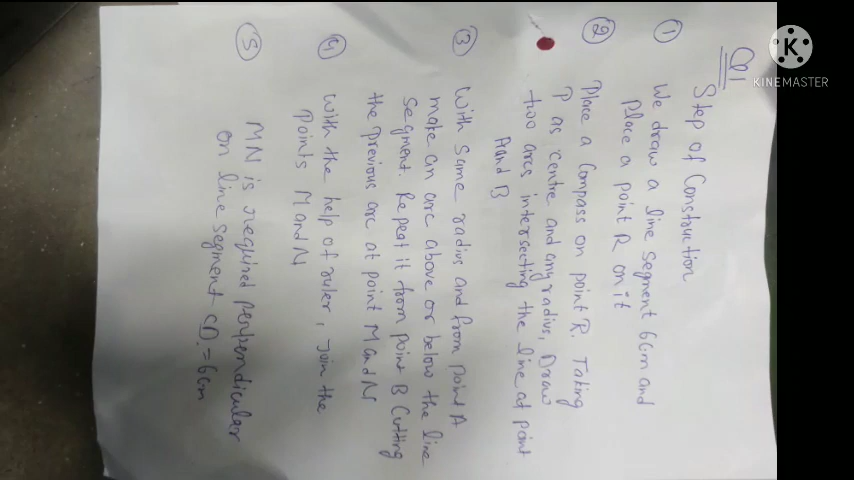 Q1
Step of Construction
① We draw a line segment 6cm and
Place a point R on it
② Place a Compass on point R. Taking
P as centre and any radius, Draw
two arcs intersecting the line at point
A and B
③ With same radius and from point A
make an arc above or below the line
segment. Repeat it from point B Cutting
the previous arc at point M and N
④ With the help of ruler, Join the
Points M and N
⑤ MN is required perpendicular
on line segment CD = 6cm
K
KINEMASTER